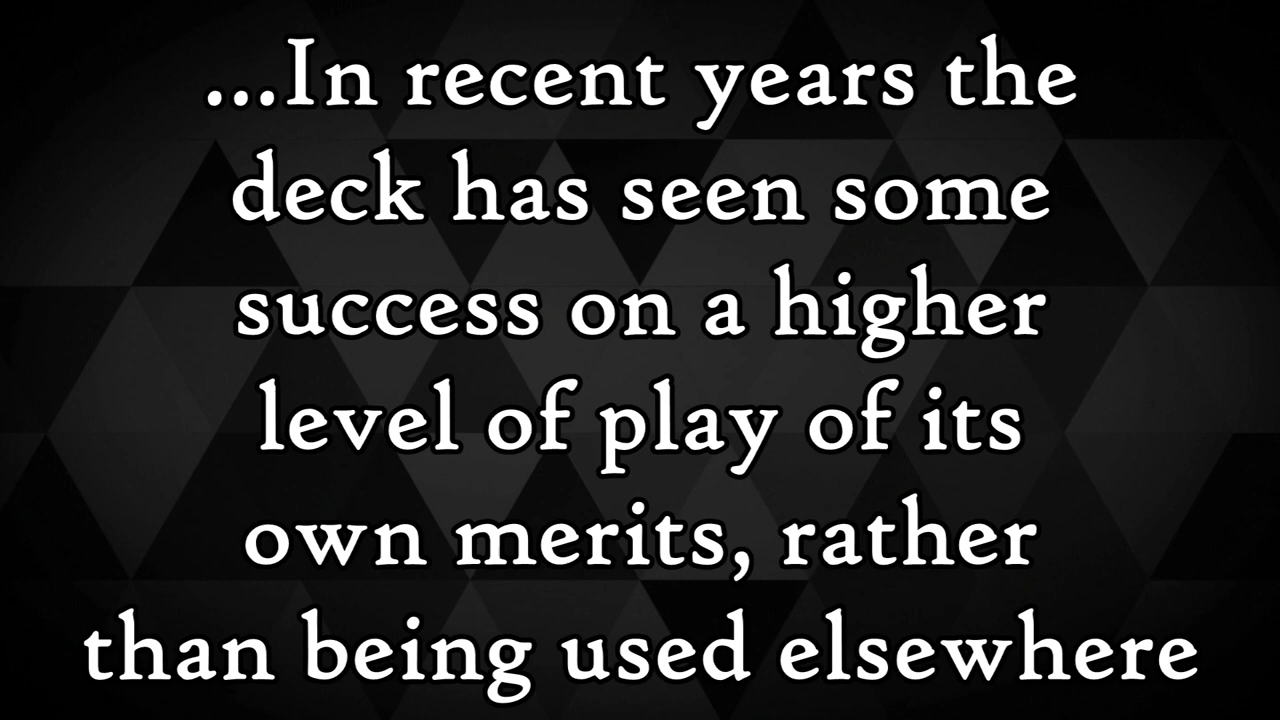 ...In recent years the
deck has seen some
success on a higher
level of play of its
own merits, rather
than being used elsewhere